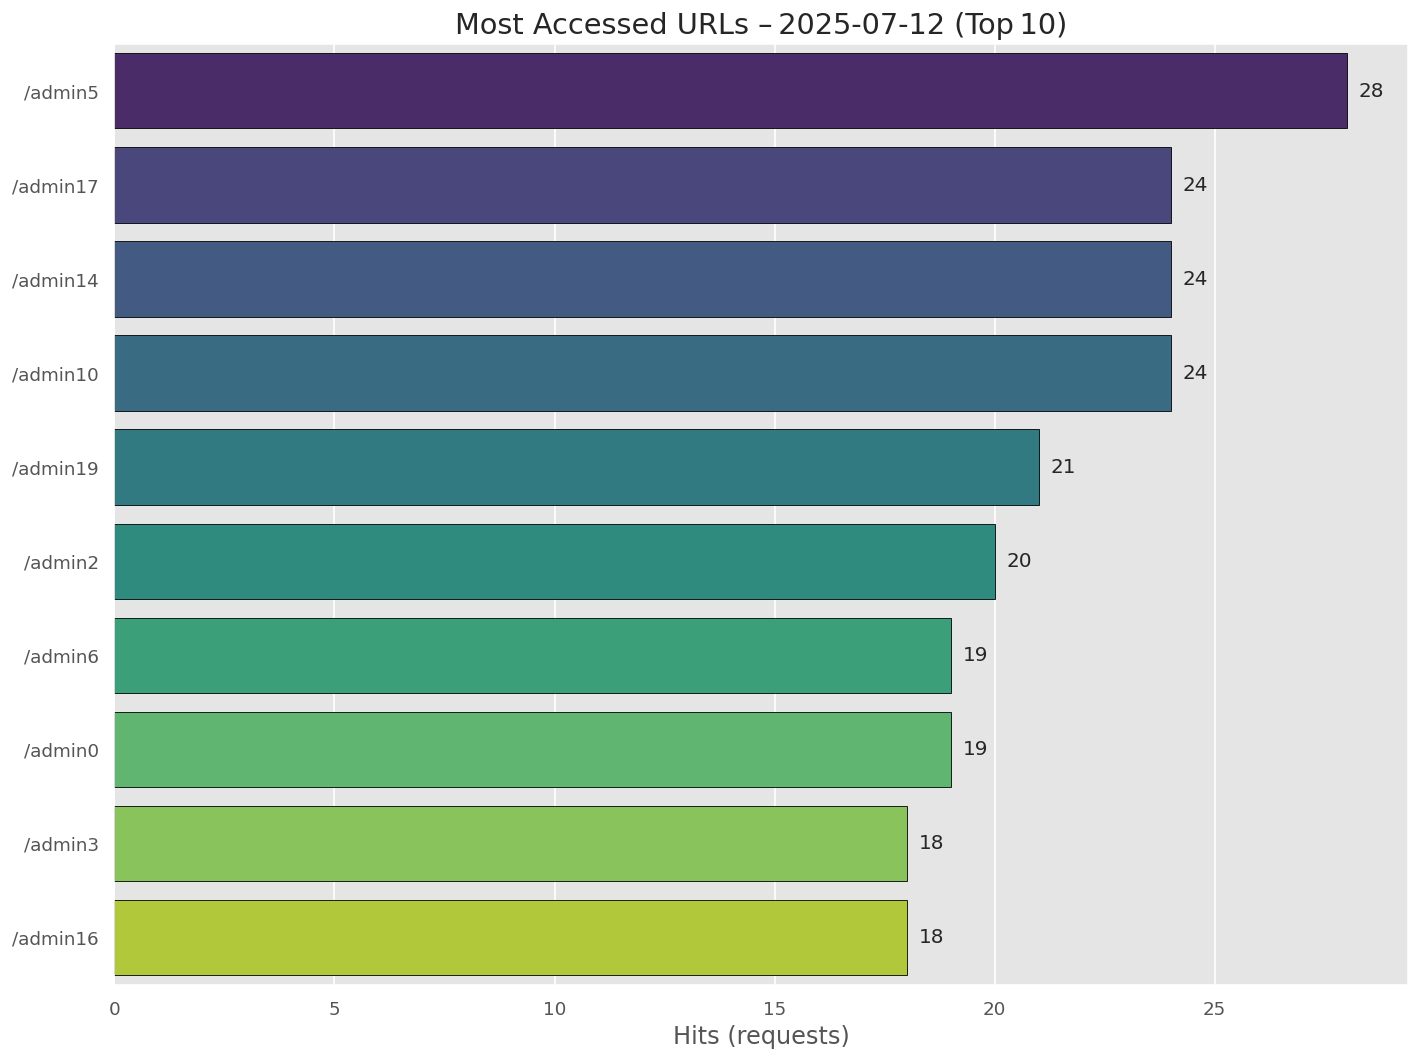 Most Accessed URLs – 2025-07-12 (Top 10)
/admin5 28
/admin17 24
/admin14 24
/admin10 24
/admin19 21
/admin2 20
/admin6 19
/admin0 19
/admin3 18
/admin16 18
0 5 10 15 20 25
Hits (requests)